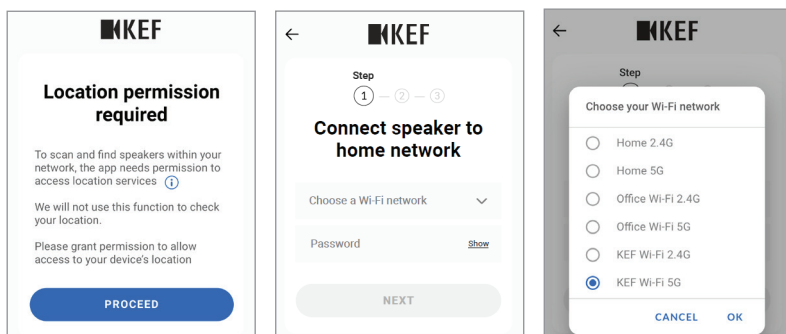 KEF
Location permission
required
To scan and find speakers within your
network, the app needs permission to
access location services
We will not use this function to check
your location.
Please grant permission to allow
access to your device's location
PROCEED
KEF
Step
1 2 3
Connect speaker to
home network
Choose a Wi-Fi network
Password Show
NEXT
KEF
Step
Choose your Wi-Fi network
Home 2.4G
Home 5G
Office Wi-Fi 2.4G
Office Wi-Fi 5G
KEF Wi-Fi 2.4G
KEF Wi-Fi 5G
CANCEL OK